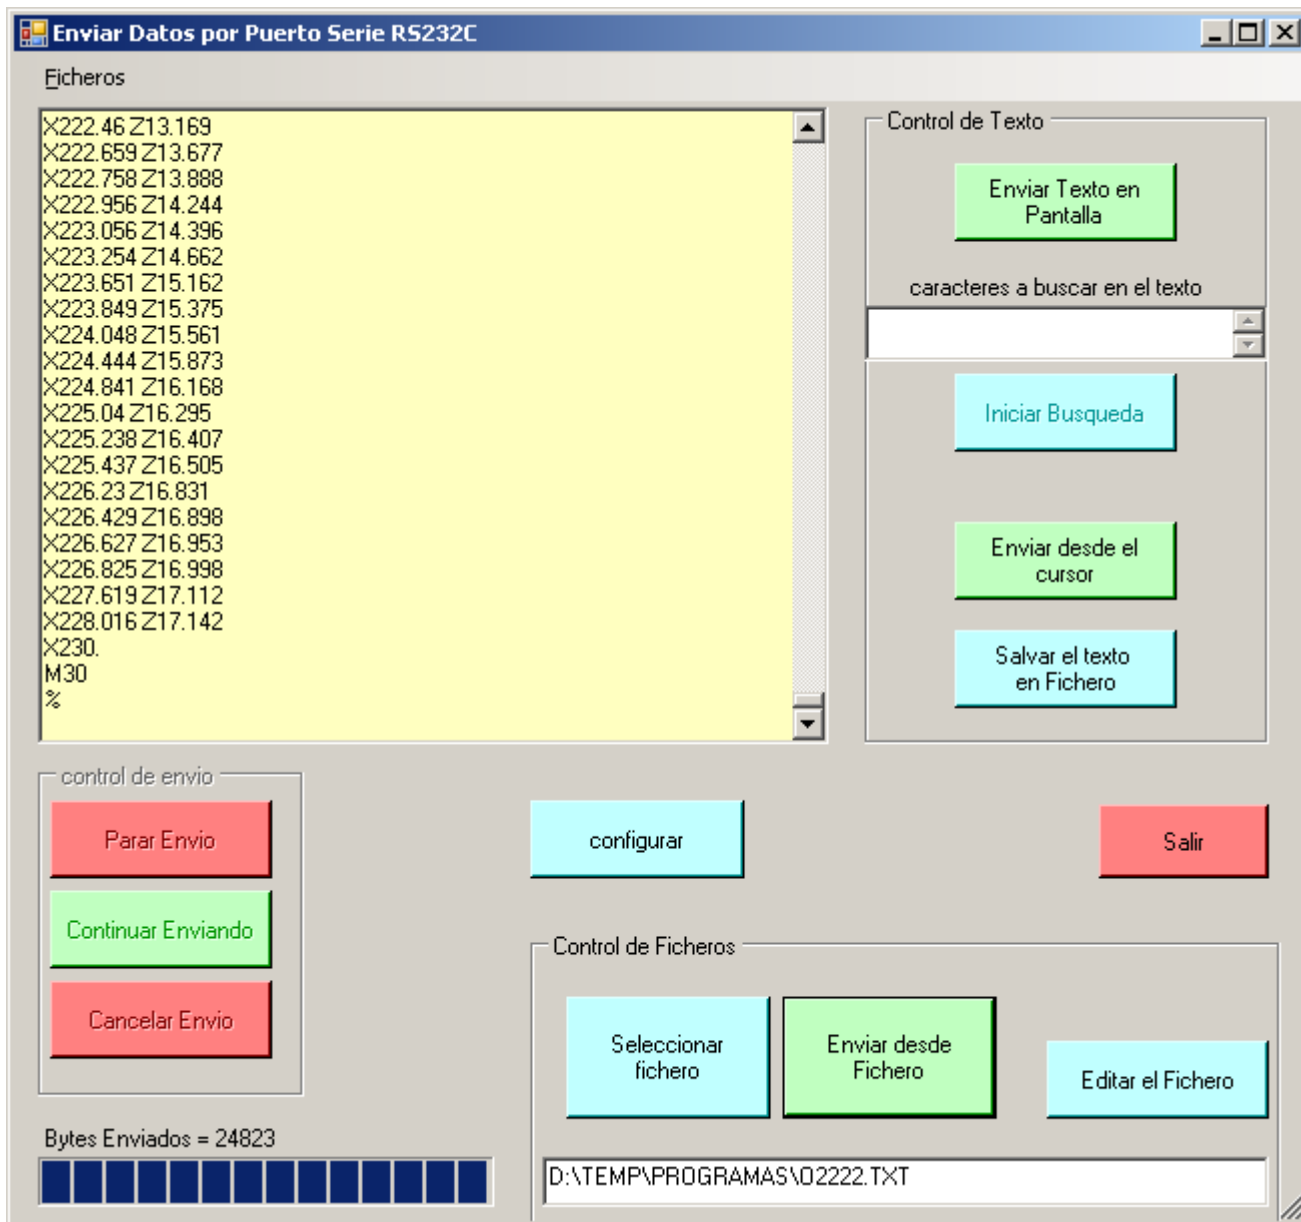 Enviar Datos por Puerto Serie RS232C
Ficheros
X222.46 Z13.169
X222.659 Z13.677
X222.758 Z13.888
X222.956 Z14.244
X223.056 Z14.396
X223.254 Z14.662
X223.651 Z15.162
X223.849 Z15.375
X224.048 Z15.561
X224.444 Z15.873
X224.841 Z16.168
X225.04 Z16.295
X225.238 Z16.407
X225.437 Z16.505
X226.23 Z16.831
X226.429 Z16.898
X226.627 Z16.953
X226.825 Z16.998
X227.619 Z17.112
X228.016 Z17.142
X230.
M30
%
Control de Texto
Enviar Texto en
Pantalla
caracteres a buscar en el texto
Iniciar Busqueda
Enviar desde el
cursor
Salvar el texto
en Fichero
control de envio
Parar Envio
Continuar Enviando
Cancelar Envio
configurar
Salir
Control de Ficheros
Seleccionar
fichero
Enviar desde
Fichero
Editar el Fichero
Bytes Enviados = 24823
D:\TEMP\PROGRAMAS\O2222.TXT